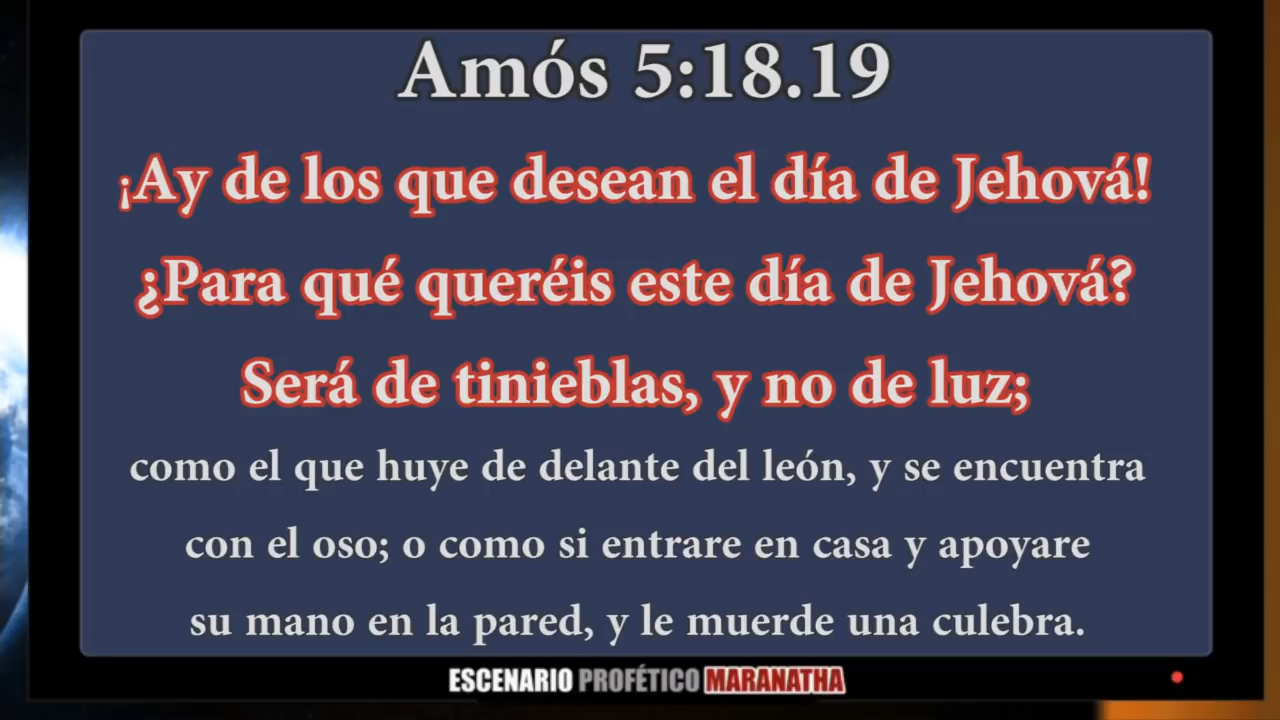 Amós 5:18.19
¡Ay de los que desean el día de Jehová!
¿Para qué queréis este día de Jehová?
Será de tinieblas, y no de luz;
como el que huye de delante del león, y se encuentra
con el oso; o como si entrare en casa y apoyare
su mano en la pared, y le muerde una culebra.
ESCENARIO PROFÉTICO MARANATHA